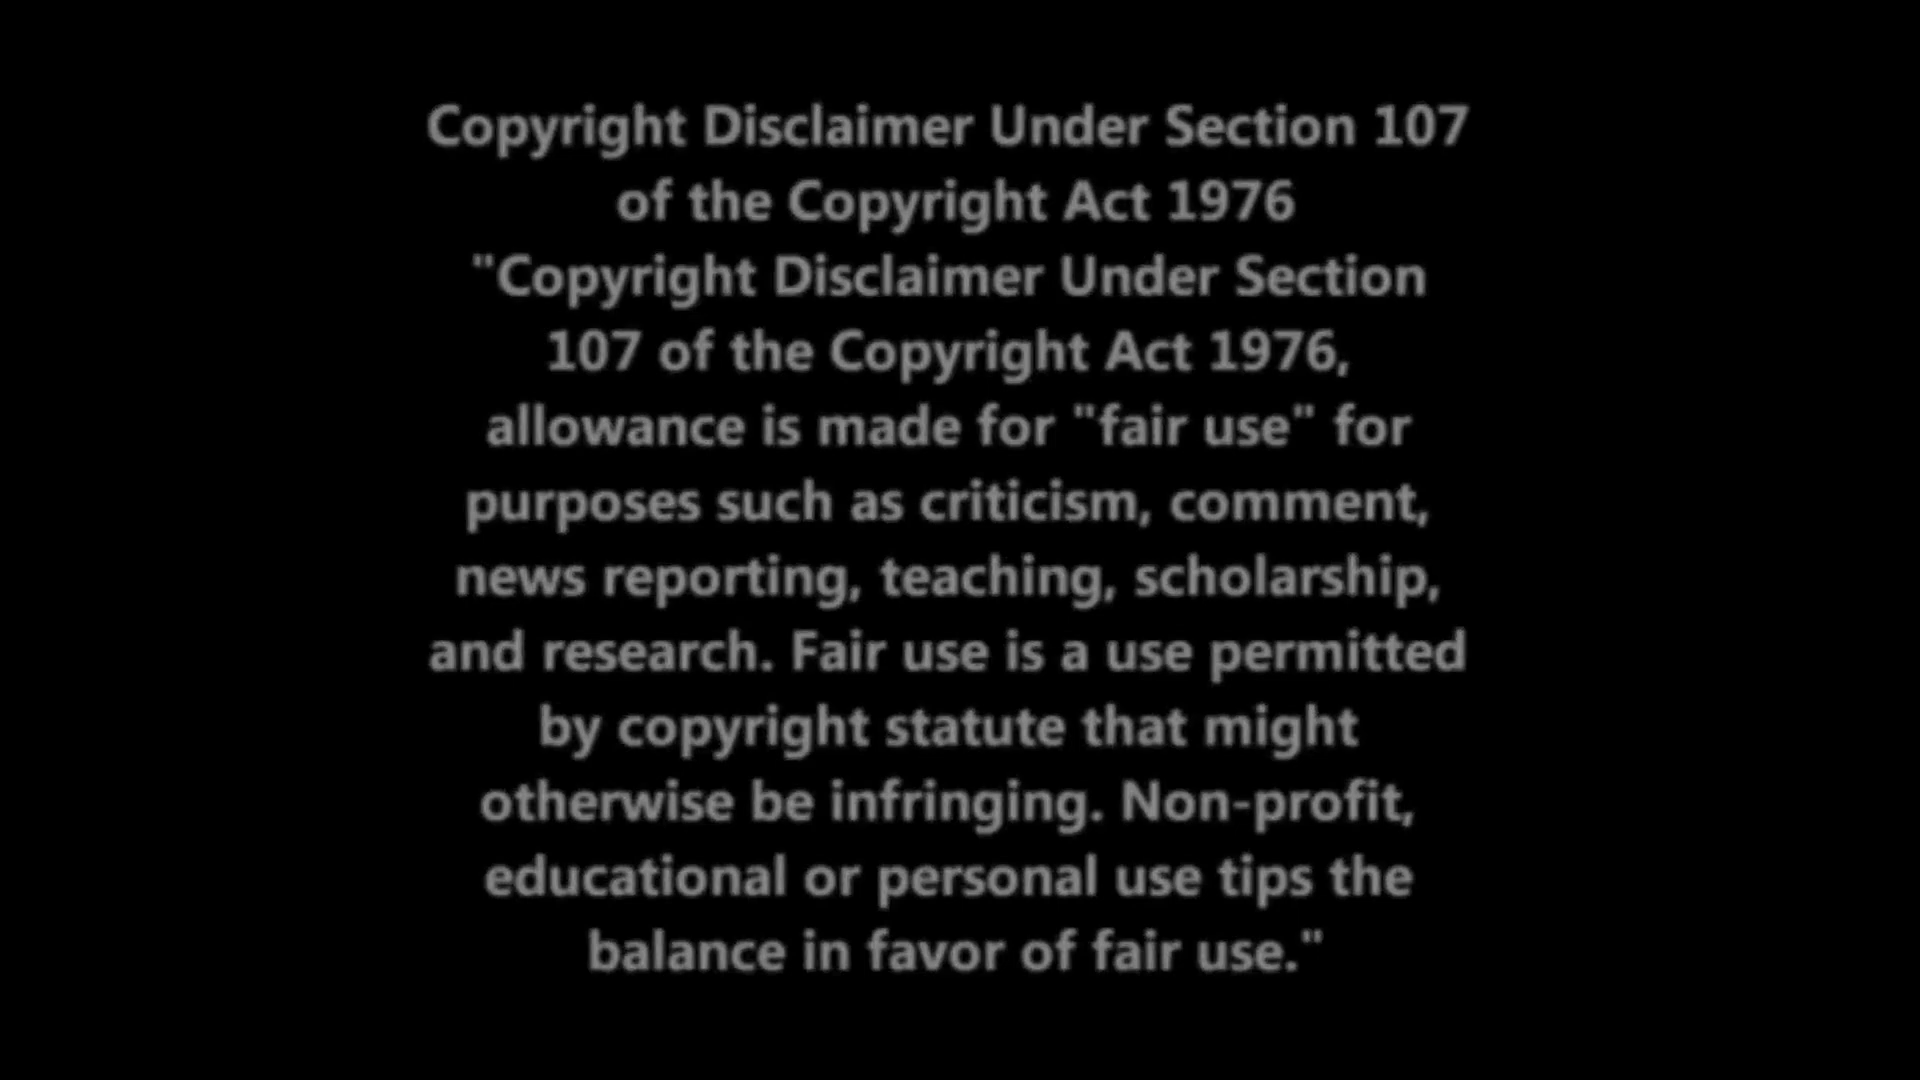 Copyright Disclaimer Under Section 107
of the Copyright Act 1976
"Copyright Disclaimer Under Section
107 of the Copyright Act 1976,
allowance is made for "fair use" for
purposes such as criticism, comment,
news reporting, teaching, scholarship,
and research. Fair use is a use permitted
by copyright statute that might
otherwise be infringing. Non-profit,
educational or personal use tips the
balance in favor of fair use."